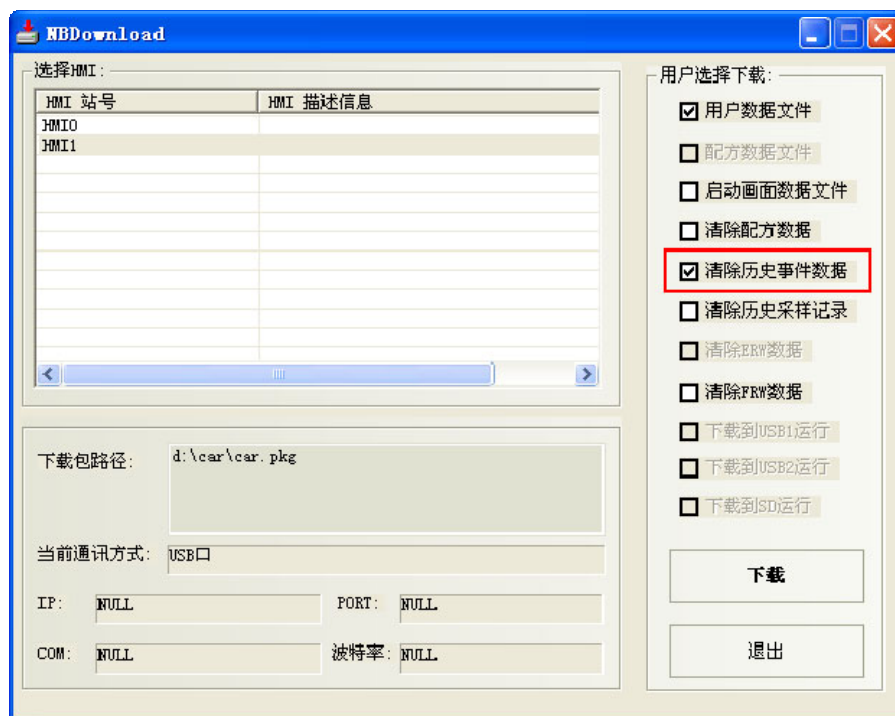 NBDownload
选择HMI:
HMI 站号 HMI 描述信息
HMI0
HMI1
下载包路径: d:\car\car.pkg
当前通讯方式: USB口
IP: NULL PORT: NULL
COM: NULL 波特率: NULL
用户选择下载:
用户数据文件
配方数据文件
启动画面数据文件
清除配方数据
清除历史事件数据
清除历史采样记录
清除ERW数据
清除FRW数据
下载到USB1运行
下载到USB2运行
下载到SD运行
下载
退出